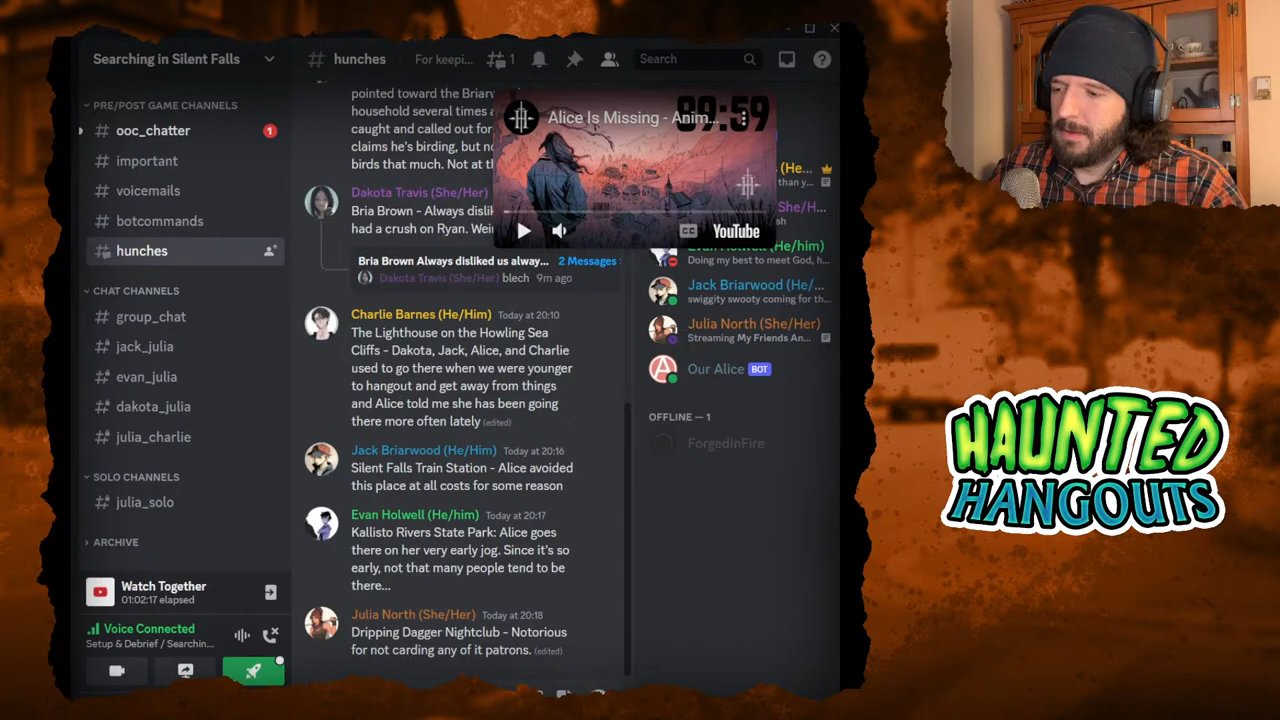 Searching in Silent Falls
PRE/POST GAME CHANNELS
ooc_chatter
1
important
voicemails
botcommands
hunches
CHAT CHANNELS
group_chat
jack_julia
evan_julia
dakota_julia
julia_charlie
SOLO CHANNELS
julia_solo
ARCHIVE
Watch Together
01:02:17 elapsed
Voice Connected
Setup & Debrief / Searchin...
hunches
For keepi...
1
Search
pointed toward the Briarw
household several times a
caught and called out for
claims he's birding, but no
birds that much. Not at th
Dakota Travis (She/Her)
Bria Brown - Always dislik
had a crush on Ryan. Wei
Bria Brown Always disliked us alway... 2 Messages
Dakota Travis (She/Her) blech 9m ago
Charlie Barnes (He/Him) Today at 20:10
The Lighthouse on the Howling Sea
Cliffs - Dakota, Jack, Alice, and Charlie
used to go there when we were younger
to hangout and get away from things
and Alice told me she has been going
there more often lately (edited)
Jack Briarwood (He/Him) Today at 20:16
Silent Falls Train Station - Alice avoided
this place at all costs for some reason
Evan Holwell (He/him) Today at 20:17
Kallisto Rivers State Park: Alice goes
there on her very early jog. Since it's so
early, not that many people tend to be
there...
Julia North (She/Her) Today at 20:18
Dripping Dagger Nightclub - Notorious
for not carding any of it patrons. (edited)
Alice Is Missing - Anim...
89:59
CC
YouTube
(He...
than y...
She/H...
sh
Evan Holwell (He/him)
Doing my best to meet God, h...
Jack Briarwood (He/...
swiggity swooty coming for th...
Julia North (She/Her)
Streaming My Friends An...
Our Alice BOT
OFFLINE — 1
ForgedInFire
HAUNTED
HANGOUTS